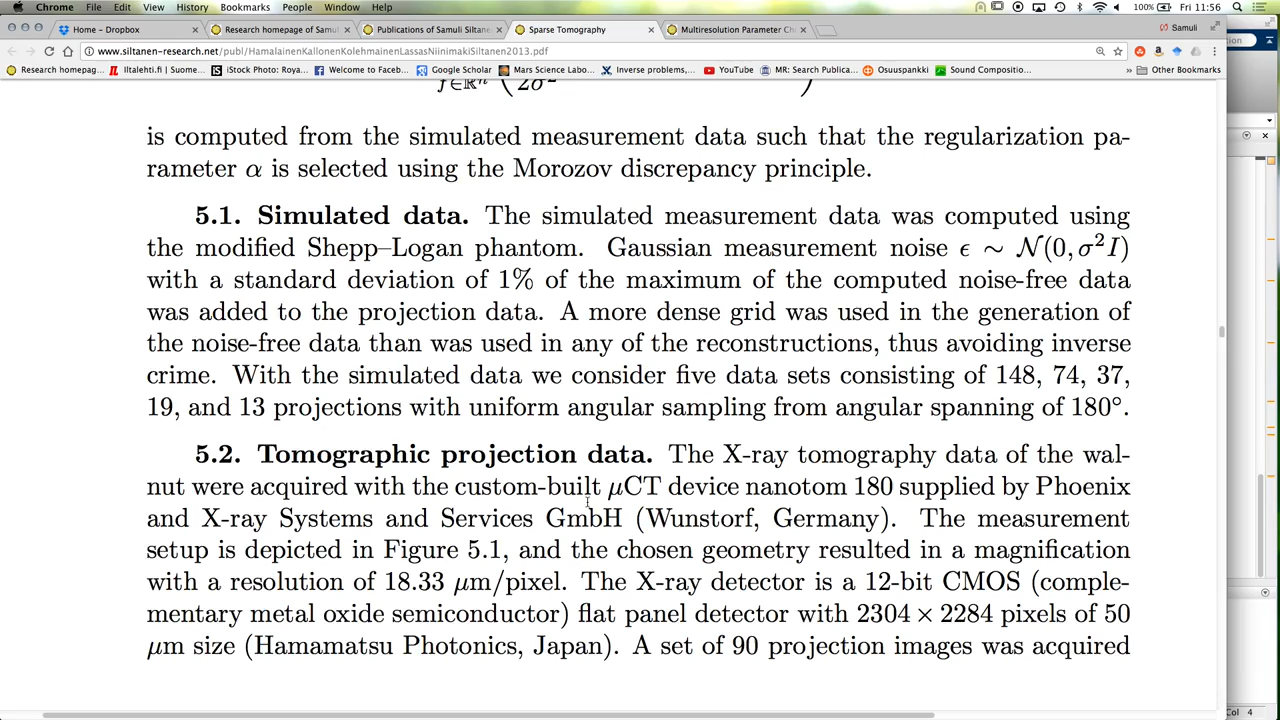 Chrome File Edit View History Bookmarks People Window Help 100% Fri 11:56
Home - Dropbox Research homepage of Samu Publications of Samuli Siltane Sparse Tomography Multiresolution Parameter Ch Samuli
www.siltanen-research.net/publ/HamalainenKallonenKolehmainenLassasNiinimakiSiltanen2013.pdf
Research homepag... Iltalehti.fi | Suome... iStock Photo: Roya... Welcome to Faceb... Google Scholar Mars Science Labo... Inverse problems,... YouTube MR: Search Publica... Osuuspankki Sound Compositio... » Other Bookmarks
f∈ℝⁿ 2σ²
is computed from the simulated measurement data such that the regularization pa-
rameter α is selected using the Morozov discrepancy principle.
5.1. Simulated data. The simulated measurement data was computed using
the modified Shepp–Logan phantom. Gaussian measurement noise ϵ ∼ 𝒩(0, σ²I)
with a standard deviation of 1% of the maximum of the computed noise-free data
was added to the projection data. A more dense grid was used in the generation of
the noise-free data than was used in any of the reconstructions, thus avoiding inverse
crime. With the simulated data we consider five data sets consisting of 148, 74, 37,
19, and 13 projections with uniform angular sampling from angular spanning of 180°.
5.2. Tomographic projection data. The X-ray tomography data of the wal-
nut were acquired with the custom-built μCT device nanotom 180 supplied by Phoenix
and X-ray Systems and Services GmbH (Wunstorf, Germany). The measurement
setup is depicted in Figure 5.1, and the chosen geometry resulted in a magnification
with a resolution of 18.33 μm/pixel. The X-ray detector is a 12-bit CMOS (comple-
mentary metal oxide semiconductor) flat panel detector with 2304 × 2284 pixels of 50
μm size (Hamamatsu Photonics, Japan). A set of 90 projection images was acquired
Col 4